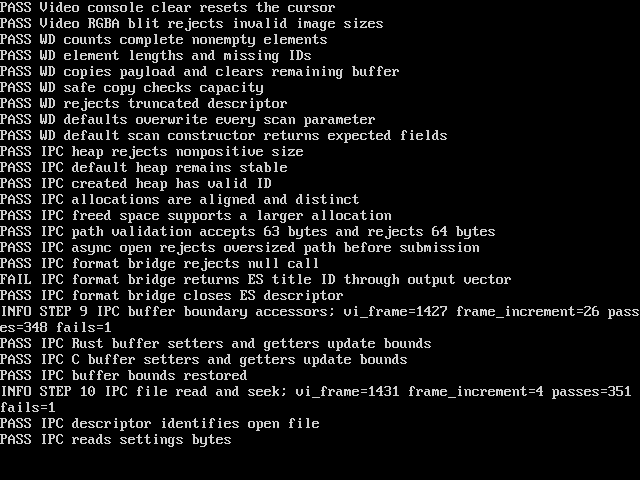 PASS Video console clear resets the cursor
PASS Video RGBA blit rejects invalid image sizes
PASS WD counts complete nonempty elements
PASS WD element lengths and missing IDs
PASS WD copies payload and clears remaining buffer
PASS WD safe copy checks capacity
PASS WD rejects truncated descriptor
PASS WD defaults overwrite every scan parameter
PASS WD default scan constructor returns expected fields
PASS IPC heap rejects nonpositive size
PASS IPC default heap remains stable
PASS IPC created heap has valid ID
PASS IPC allocations are aligned and distinct
PASS IPC freed space supports a larger allocation
PASS IPC path validation accepts 63 bytes and rejects 64 bytes
PASS IPC async open rejects oversized path before submission
PASS IPC format bridge rejects null call
FAIL IPC format bridge returns ES title ID through output vector
PASS IPC format bridge closes ES descriptor
INFO STEP 9 IPC buffer boundary accessors; vi_frame=1427 frame_increment=26 pass
es=348 fails=1
PASS IPC Rust buffer setters and getters update bounds
PASS IPC C buffer setters and getters update bounds
PASS IPC buffer bounds restored
INFO STEP 10 IPC file read and seek; vi_frame=1431 frame_increment=4 passes=351
fails=1
PASS IPC descriptor identifies open file
PASS IPC reads settings bytes